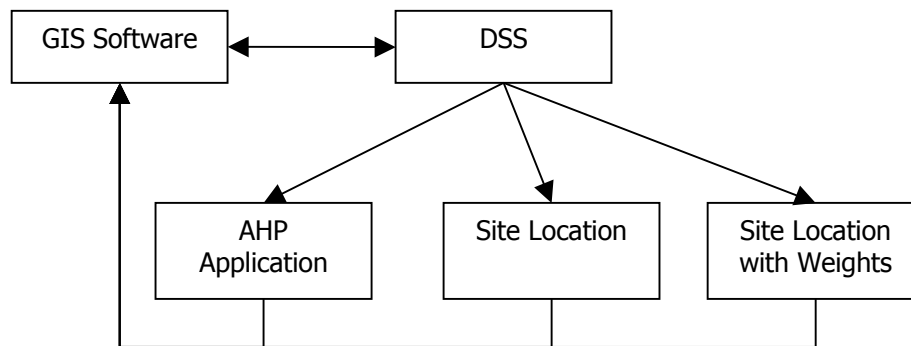 GIS Software
DSS
AHP
Application
Site Location
Site Location
with Weights